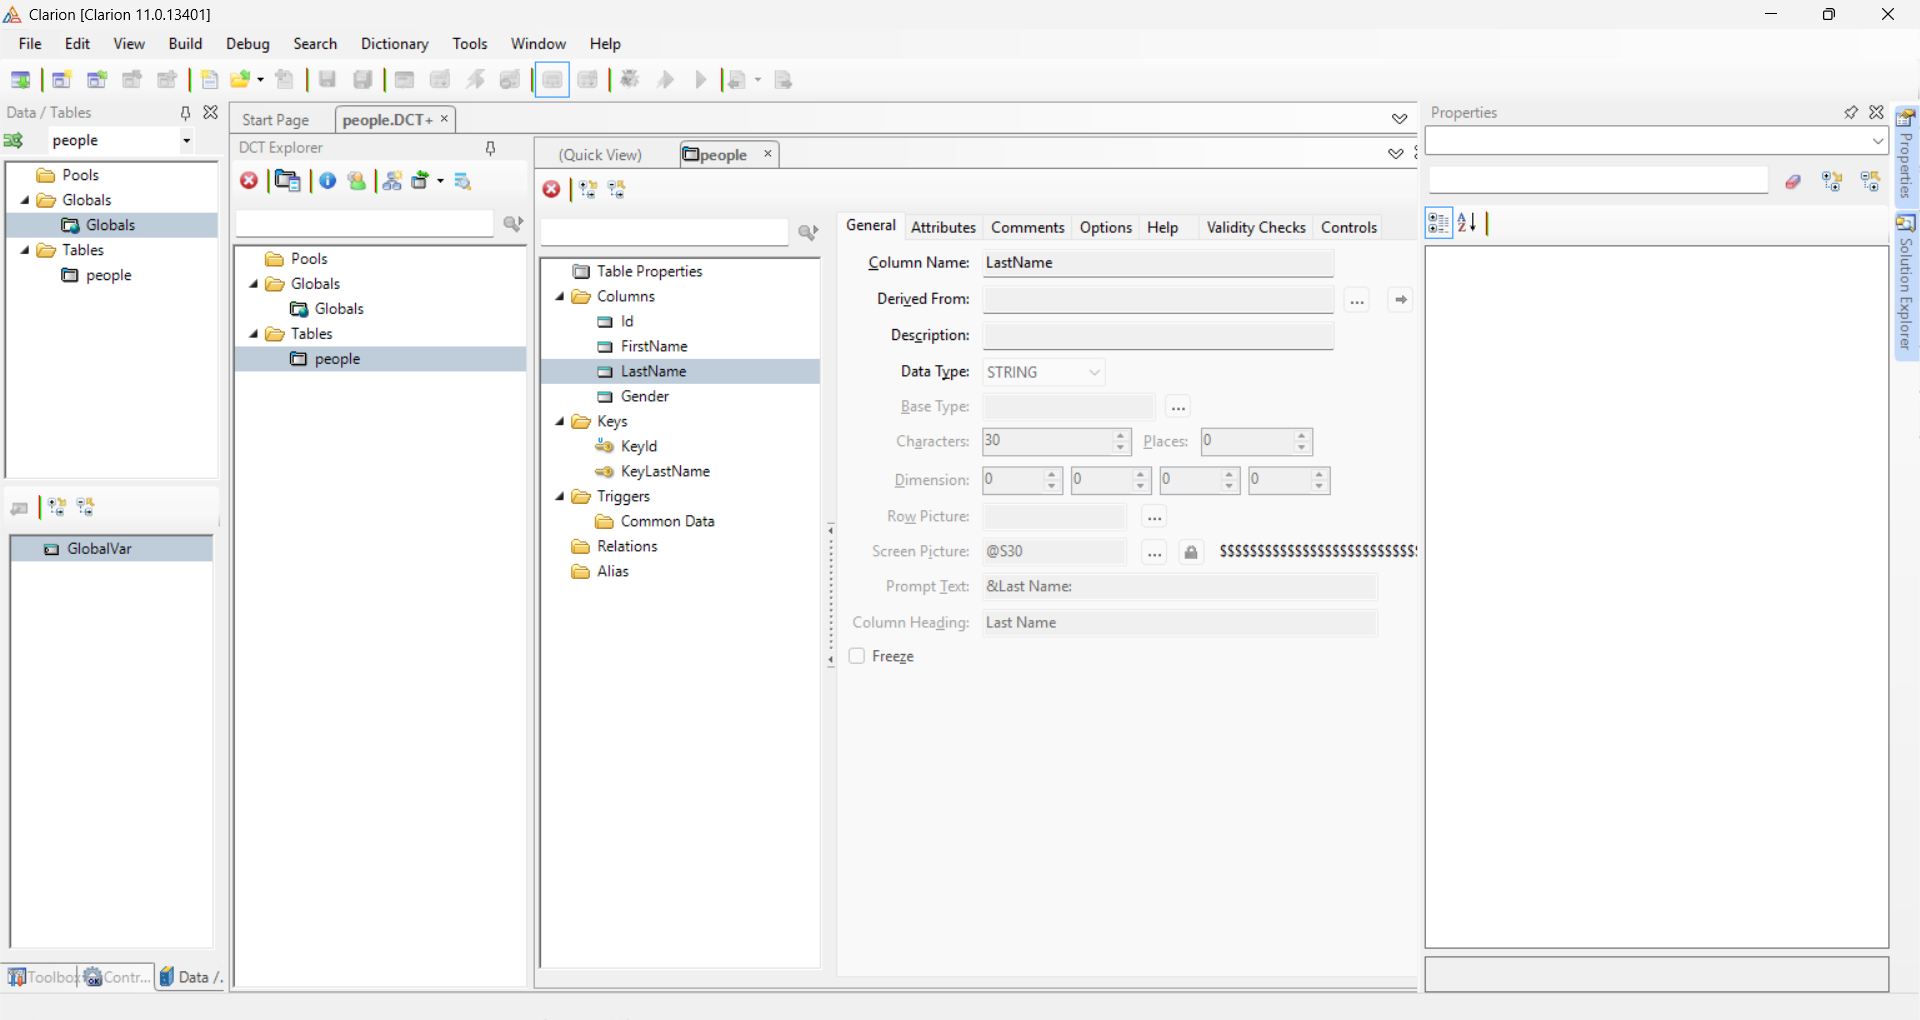 Clarion [Clarion 11.0.13401]
File Edit View Build Debug Search Dictionary Tools Window Help
Data / Tables
people
Pools
Globals
Globals
Tables
people
GlobalVar
Toolbox
Contr...
Data /.
Start Page
people.DCT+
DCT Explorer
Pools
Globals
Globals
Tables
people
(Quick View)
people
Table Properties
Columns
Id
FirstName
LastName
Gender
Keys
KeyId
KeyLastName
Triggers
Common Data
Relations
Alias
General Attributes Comments Options Help Validity Checks Controls
Column Name: LastName
Derived From: ...
Description:
Data Type: STRING
Base Type: ...
Characters: 30 Places: 0
Dimension: 0 0 0 0
Row Picture: ...
Screen Picture: @S30 ... $$$$$$$$$$$$$$$$$$$$$$$$$$
Prompt Text: &Last Name:
Column Heading: Last Name
Freeze
Properties
Properties
Solution Explorer